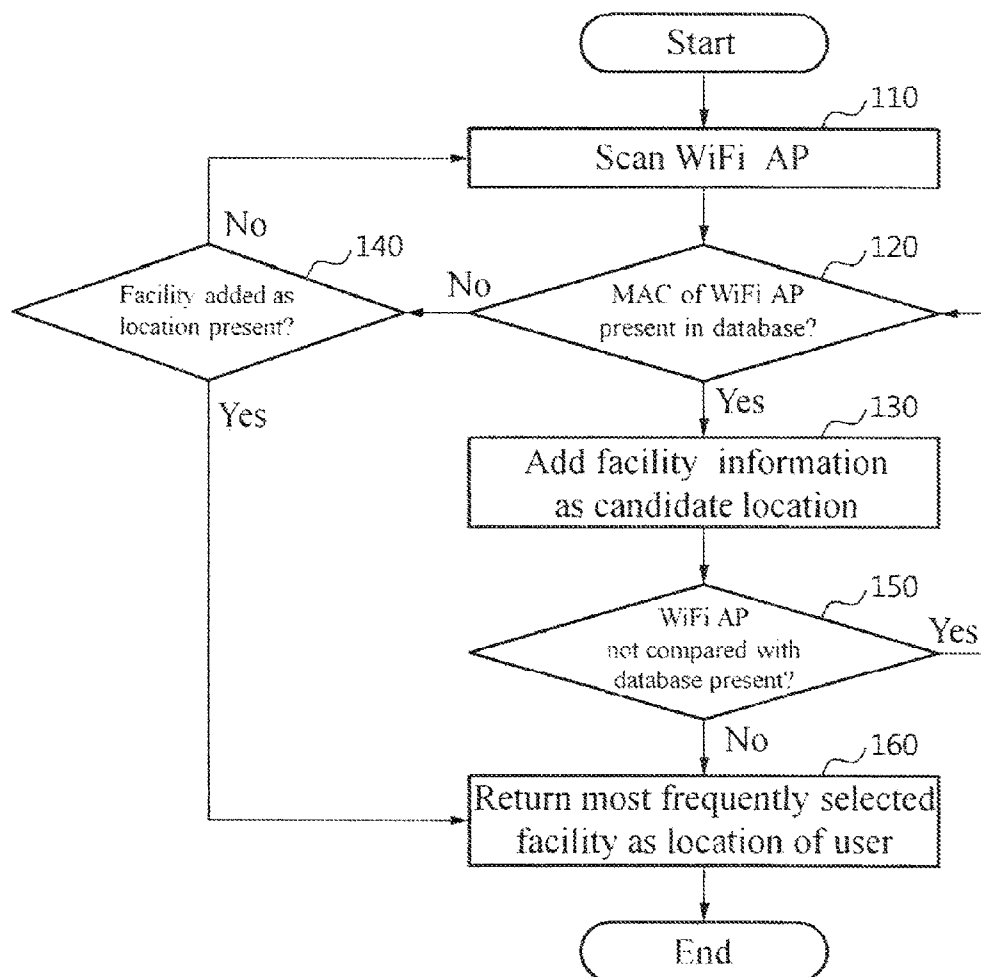 Start
110
Scan WiFi AP
No
140
Facility added as
location present?
No
120
MAC of WiFi AP
present in database?
Yes
Yes
130
Add facility information
as candidate location
150
WiFi AP
not compared with
database present?
Yes
No
160
Return most frequently selected
facility as location of user
End